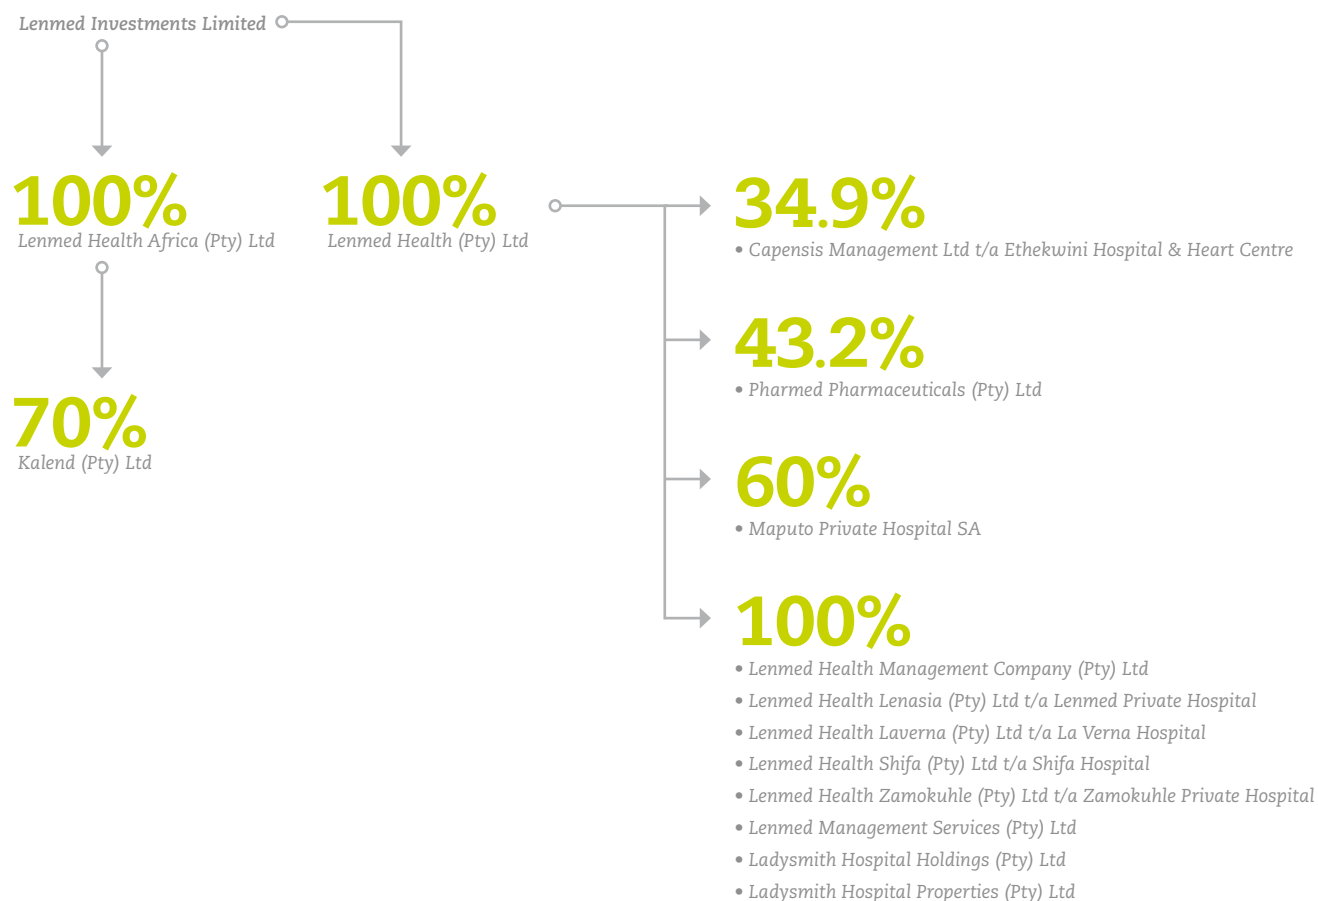 Lenmed Investments Limited
100%
Lenmed Health Africa (Pty) Ltd
100%
Lenmed Health (Pty) Ltd
70%
Kalend (Pty) Ltd
34.9%
• Capensis Management Ltd t/a Ethekwini Hospital & Heart Centre
43.2%
• Pharmed Pharmaceuticals (Pty) Ltd
60%
• Maputo Private Hospital SA
100%
• Lenmed Health Management Company (Pty) Ltd
• Lenmed Health Lenasia (Pty) Ltd t/a Lenmed Private Hospital
• Lenmed Health Laverna (Pty) Ltd t/a La Verna Hospital
• Lenmed Health Shifa (Pty) Ltd t/a Shifa Hospital
• Lenmed Health Zamokuhle (Pty) Ltd t/a Zamokuhle Private Hospital
• Lenmed Management Services (Pty) Ltd
• Ladysmith Hospital Holdings (Pty) Ltd
• Ladysmith Hospital Properties (Pty) Ltd